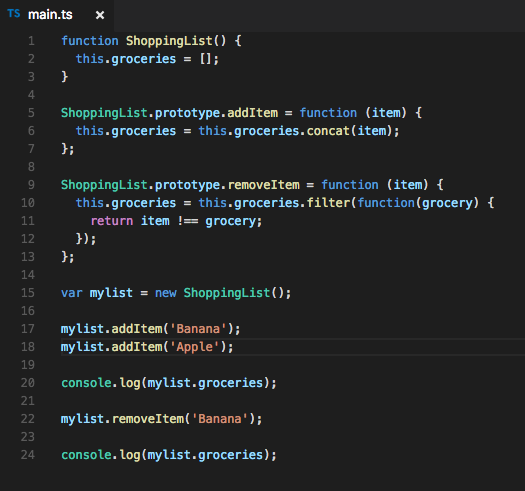 TS main.ts ×
1 function ShoppingList() {
2   this.groceries = [];
3 }
4
5 ShoppingList.prototype.addItem = function (item) {
6   this.groceries = this.groceries.concat(item);
7 };
8
9 ShoppingList.prototype.removeItem = function (item) {
10   this.groceries = this.groceries.filter(function(grocery) {
11     return item !== grocery;
12   });
13 };
14
15 var mylist = new ShoppingList();
16
17 mylist.addItem('Banana');
18 mylist.addItem('Apple');
19
20 console.log(mylist.groceries);
21
22 mylist.removeItem('Banana');
23
24 console.log(mylist.groceries);